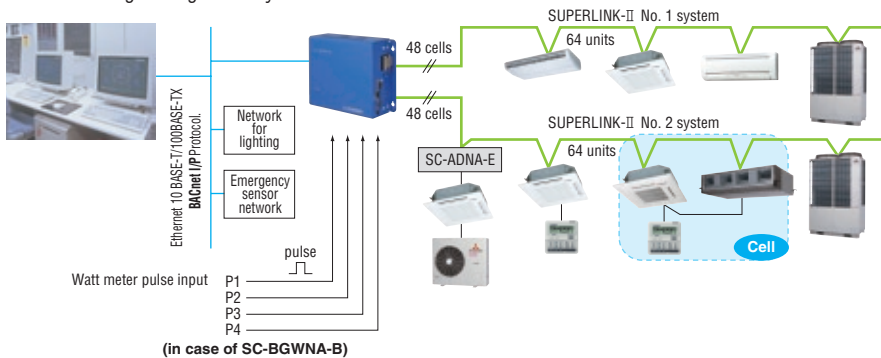 SUPERLINK-Ⅱ No. 1 system
48 cells
64 units
48 cells
SUPERLINK-Ⅱ No. 2 system
64 units
SC-ADNA-E
Cell
Ethernet 10 BASE-T/100BASE-TX
BACnet I/P Protocol.
Network
for
lighting
Emergency
sensor
network
pulse
Watt meter pulse input
P1
P2
P3
P4
(in case of SC-BGWNA-B)